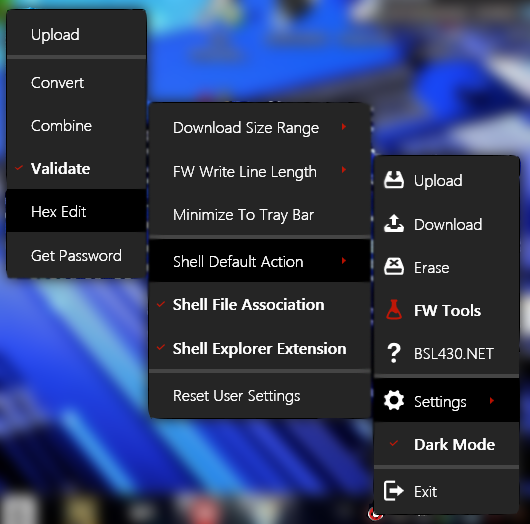 Upload
Convert
Combine
Validate
Hex Edit
Get Password
Download Size Range
FW Write Line Length
Minimize To Tray Bar
Shell Default Action
Shell File Association
Shell Explorer Extension
Reset User Settings
Upload
Download
Erase
FW Tools
? BSL430.NET
Settings
Dark Mode
Exit